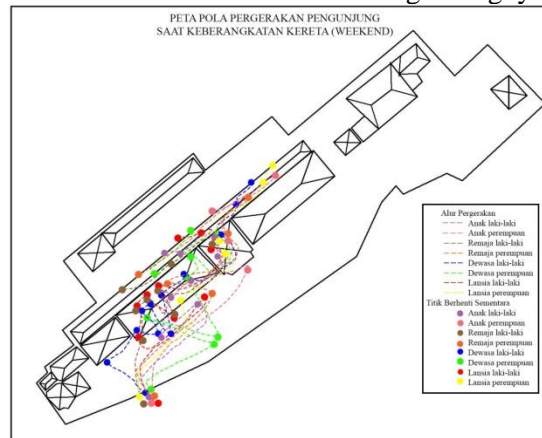 PETA POLA PERGERAKAN PENGUNJUNG
SAAT KEBERANGKATAN KERETA (WEEKEND)
Alur Pergerakan
Anak laki-laki
Anak perempuan
Remaja laki-laki
Remaja perempuan
Dewasa laki-laki
Dewasa perempuan
Lansia laki-laki
Lansia perempuan
Titik Berhenti Sementara
Anak laki-laki
Anak perempuan
Remaja laki-laki
Remaja perempuan
Dewasa laki-laki
Dewasa perempuan
Lansia laki-laki
Lansia perempuan